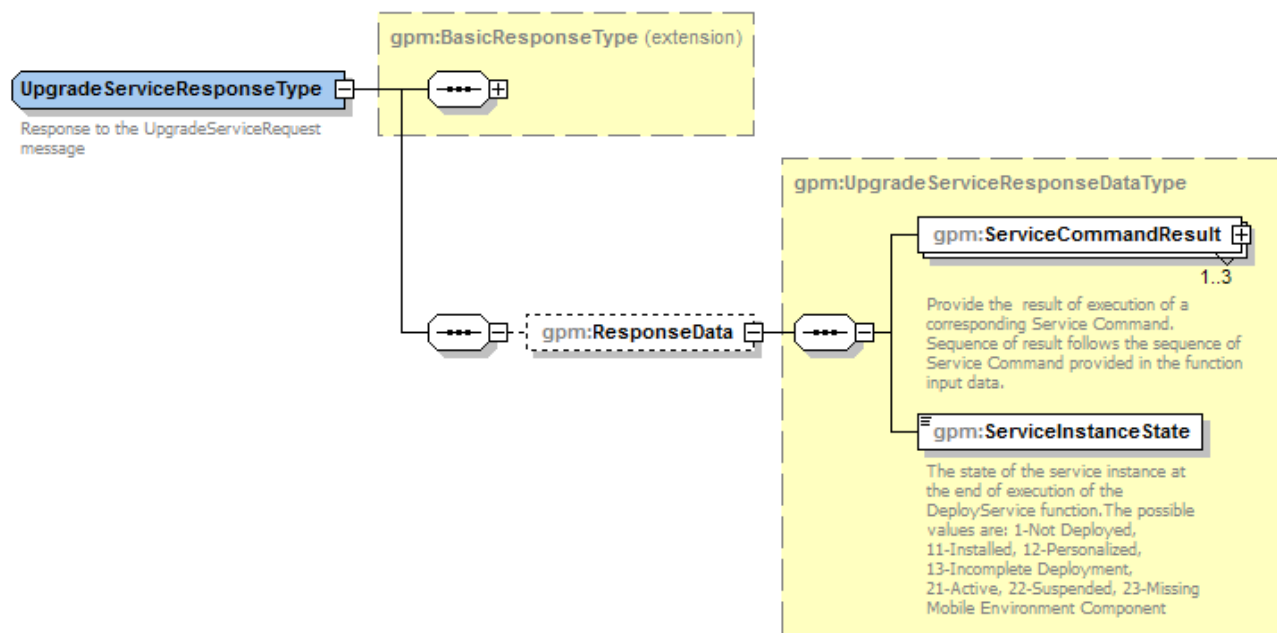 gpm:BasicResponseType (extension)
UpgradeServiceResponseType
Response to the UpgradeServiceRequest
message
gpm:UpgradeServiceResponseDataType
gpm:ServiceCommandResult
1..3
Provide the  result of execution of a
corresponding Service Command.
Sequence of result follows the sequence of
Service Command provided in the function
input data.
gpm:ResponseData
gpm:ServiceInstanceState
The state of the service instance at
the end of execution of the
DeployService function.The possible
values are: 1-Not Deployed,
11-Installed, 12-Personalized,
13-Incomplete Deployment,
21-Active, 22-Suspended, 23-Missing
Mobile Environment Component